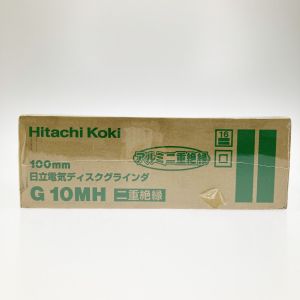 Hitachi Koki
アルミ二重絶縁
16
100mm
日立電気ディスクグラインダ
G 10MH 二重絶縁